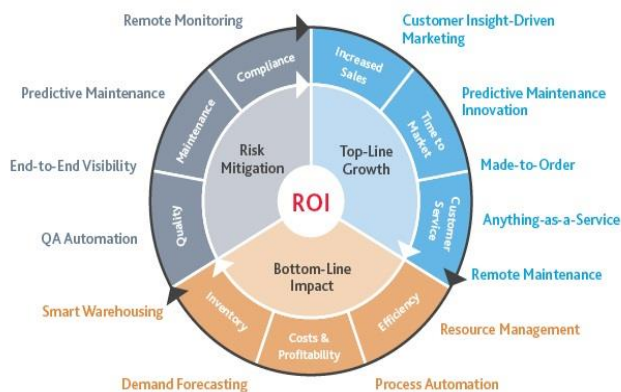 Remote Monitoring
Customer Insight-Driven
Marketing
Compliance
Increased
Sales
Predictive Maintenance
Predictive Maintenance
Innovation
Maintenance
Time to
Market
Risk
Mitigation
Top-Line
Growth
End-to-End Visibility
Made-to-Order
ROI
Quality
Customer
Service
QA Automation
Anything-as-a-Service
Bottom-Line
Impact
Remote Maintenance
Smart Warehousing
Inventory
Costs &
Profitability
Efficiency
Resource Management
Demand Forecasting
Process Automation